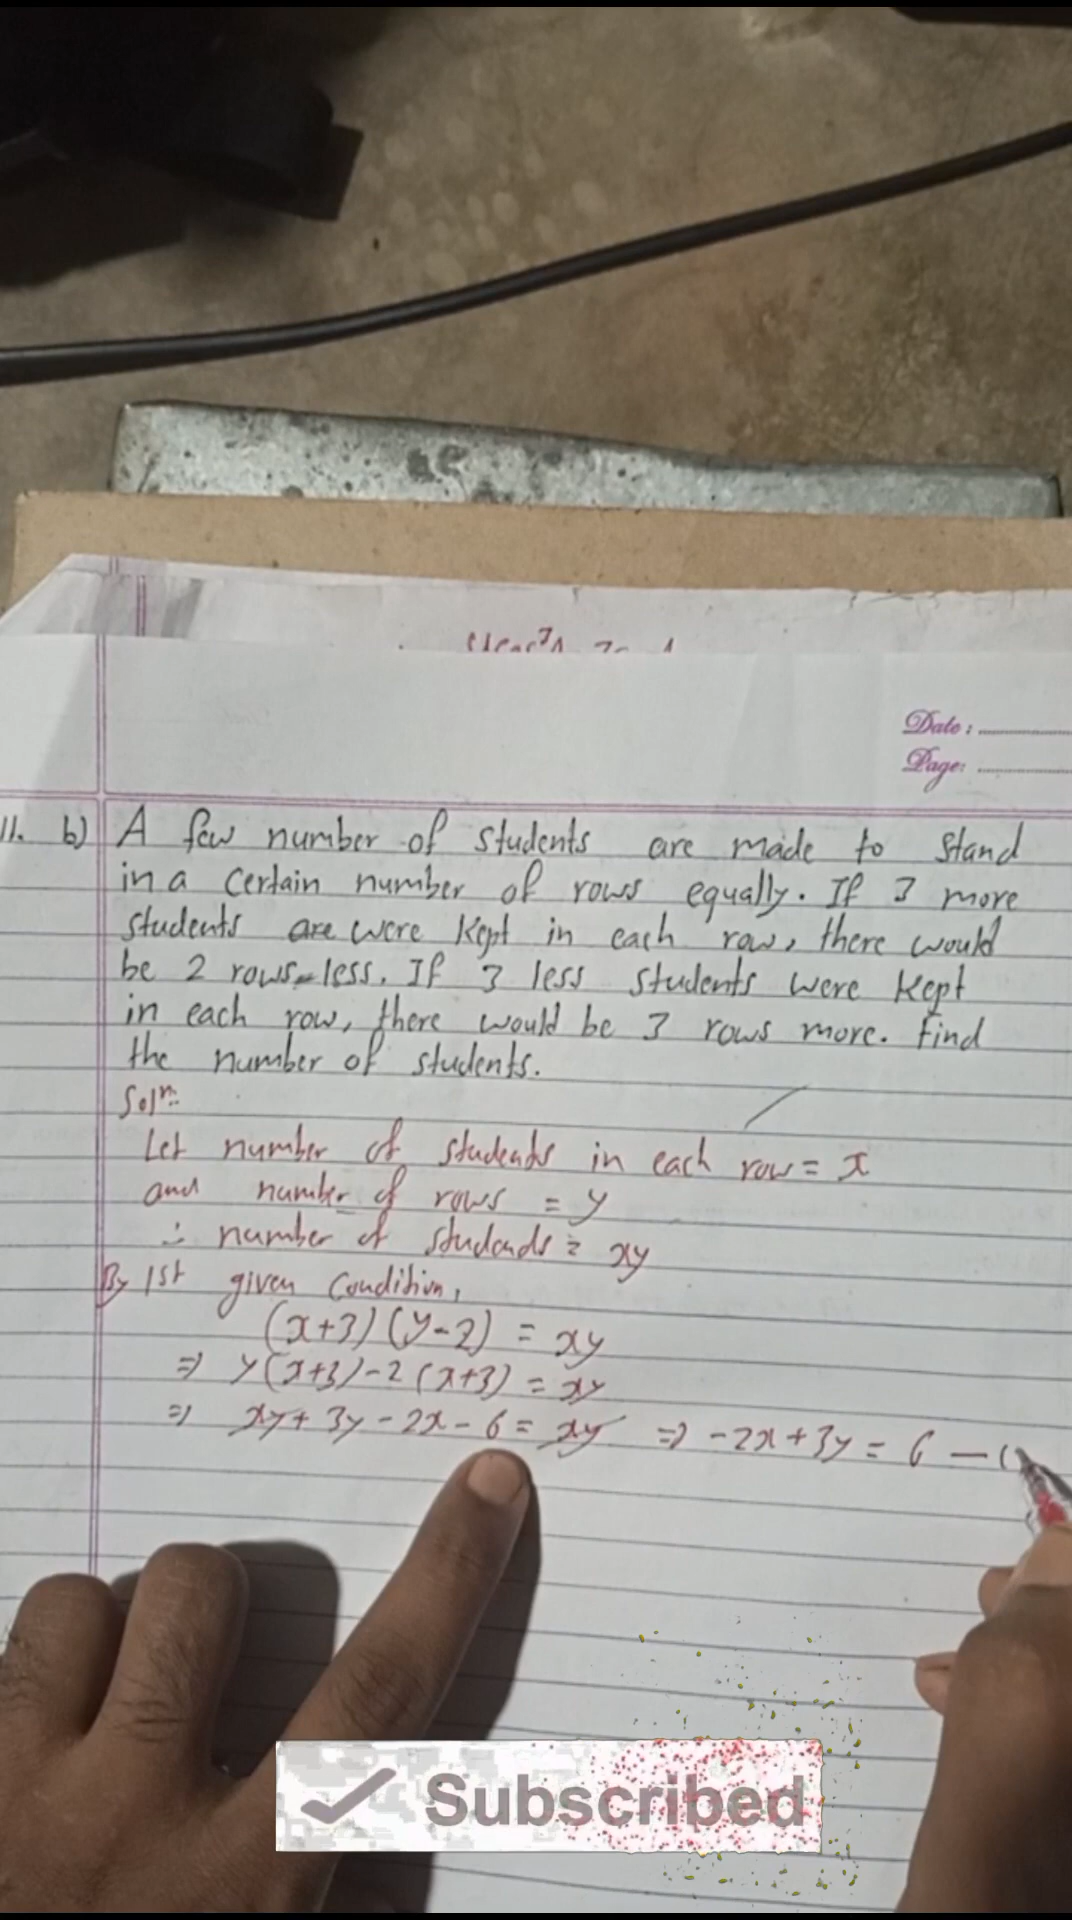 Date:
Page:
11. b) A few number of students are made to stand
in a certain number of rows equally. If 3 more
students are were kept in each row, there would
be 2 rows less. If 3 less students were kept
in each row, there would be 3 rows more. Find
the number of students.
Solⁿ:
Let number of students in each row = x
and number of rows = y
∴ number of students = xy
By 1st given condition,
(x+3)(y-2) = xy
⇒ y(x+3)-2(x+3) = xy
⇒ xy + 3y - 2x - 6 = xy ⇒ -2x + 3y = 6 — (
Subscribed